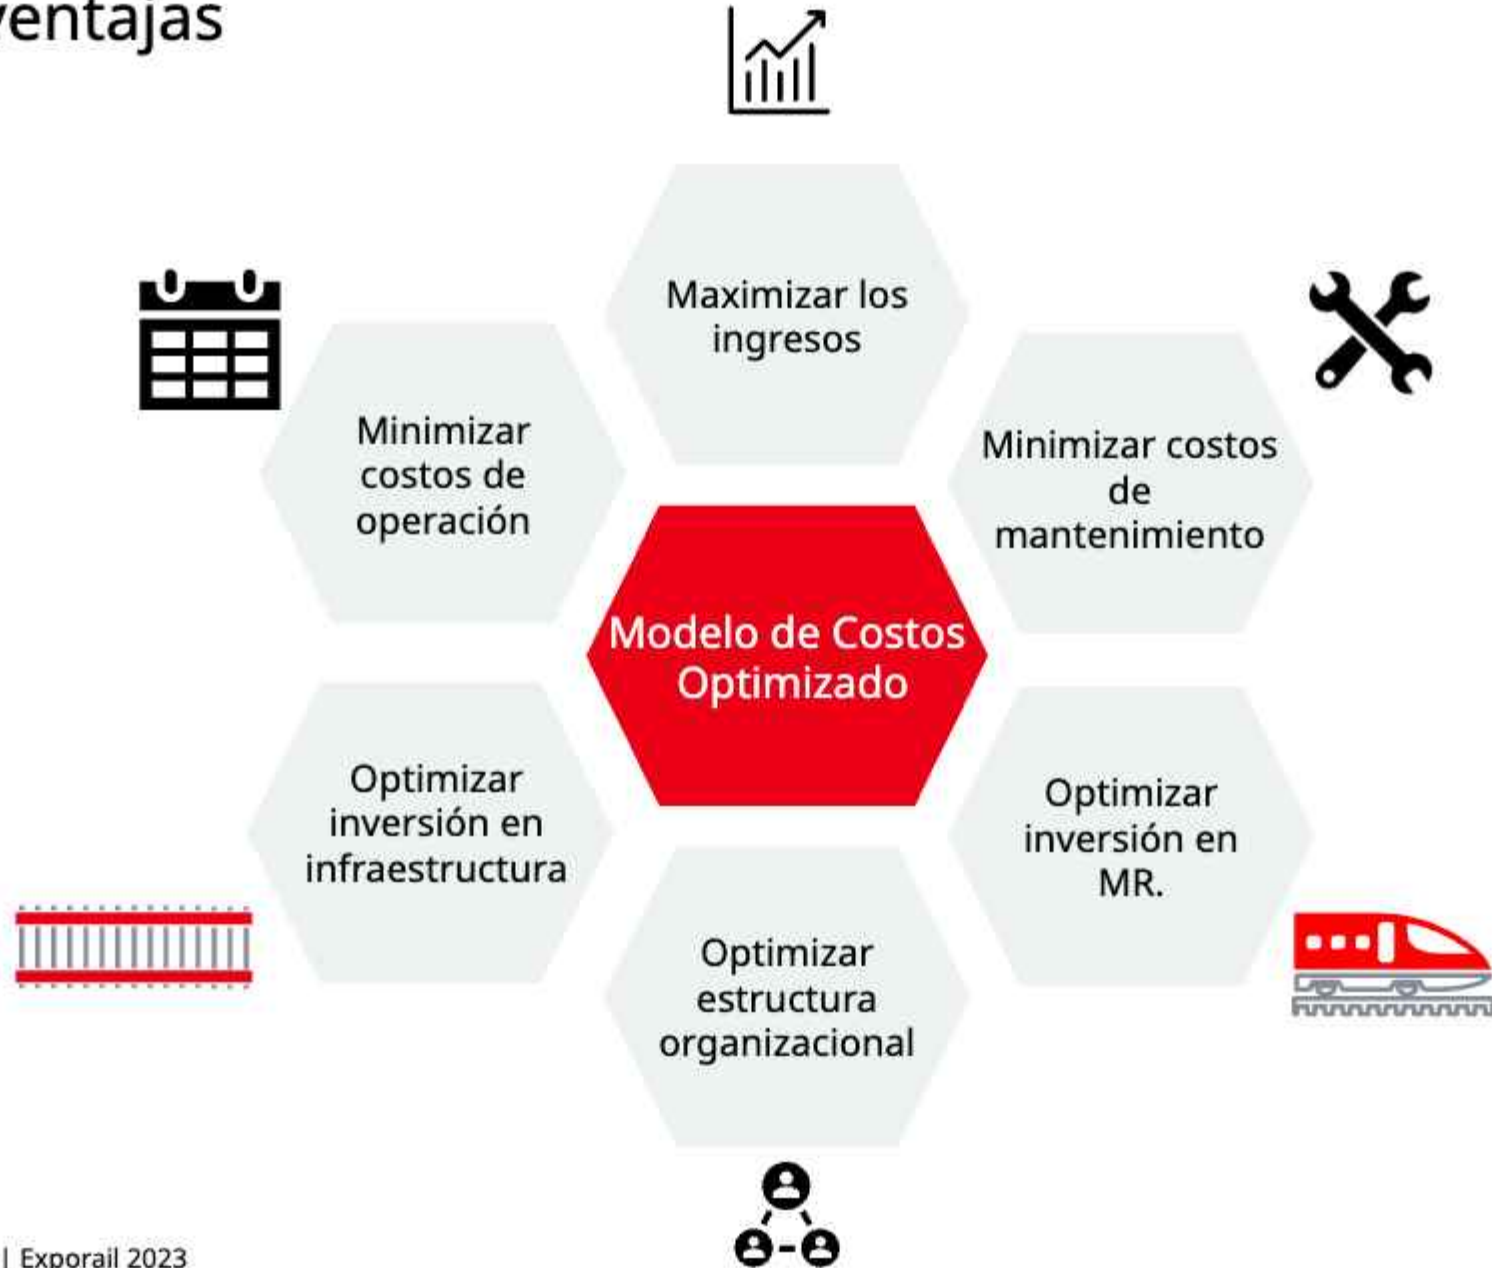 ventajas
Maximizar los
ingresos
Minimizar
costos de
operación
Minimizar costos
de
mantenimiento
Modelo de Costos
Optimizado
Optimizar
inversión en
infraestructura
Optimizar
inversión en
MR.
Optimizar
estructura
organizacional
| Exporail 2023